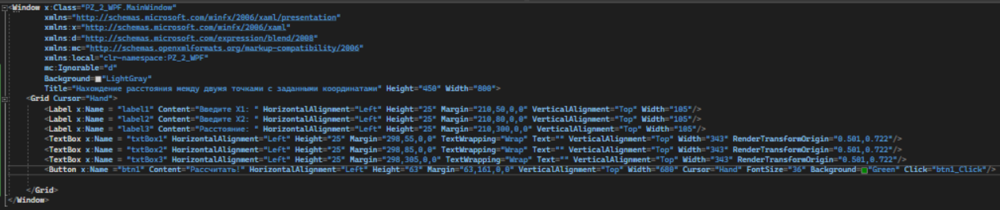 <Window x:Class="PZ_2_WPF.MainWindow"
xmlns="http://schemas.microsoft.com/winfx/2006/xaml/presentation"
xmlns:x="http://schemas.microsoft.com/winfx/2006/xaml"
xmlns:d="http://schemas.microsoft.com/expression/blend/2008"
xmlns:mc="http://schemas.openxmlformats.org/markup-compatibility/2006"
xmlns:local="clr-namespace:PZ_2_WPF"
mc:Ignorable="d"
Background="LightGray"
Title="Нахождение расстояния между двумя точками с заданными координатами" Height="450" Width="800">
<Grid Cursor="Hand">
<Label x:Name = "label1" Content="Введите X1: " HorizontalAlignment="Left" Height="25" Margin="210,50,0,0" VerticalAlignment="Top" Width="105"/>
<Label x:Name = "label2" Content="Введите X2: " HorizontalAlignment="Left" Height="25" Margin="210,80,0,0" VerticalAlignment="Top" Width="105"/>
<Label x:Name = "label3" Content="Расстояние: " HorizontalAlignment="Left" Height="25" Margin="210,300,0,0" VerticalAlignment="Top" Width="105"/>
<TextBox x:Name = "txtBox1" HorizontalAlignment="Left" Height="25" Margin="298,55,0,0" TextWrapping="Wrap" Text="" VerticalAlignment="Top" Width="343" RenderTransformOrigin="0.501,0.722"/>
<TextBox x:Name = "txtBox2" HorizontalAlignment="Left" Height="25" Margin="298,85,0,0" TextWrapping="Wrap" Text="" VerticalAlignment="Top" Width="343" RenderTransformOrigin="0.501,0.722"/>
<TextBox x:Name = "txtBox3" HorizontalAlignment="Left" Height="25" Margin="298,305,0,0" TextWrapping="Wrap" Text="" VerticalAlignment="Top" Width="343" RenderTransformOrigin="0.501,0.722"/>
<Button x:Name ="btn1" Content="Рассчитать!" HorizontalAlignment="Left" Height="63" Margin="63,161,0,0" VerticalAlignment="Top" Width="680" Cursor="Hand" FontSize="36" Background="Green" Click="btn1_Click"/>
</Grid>
</Window>